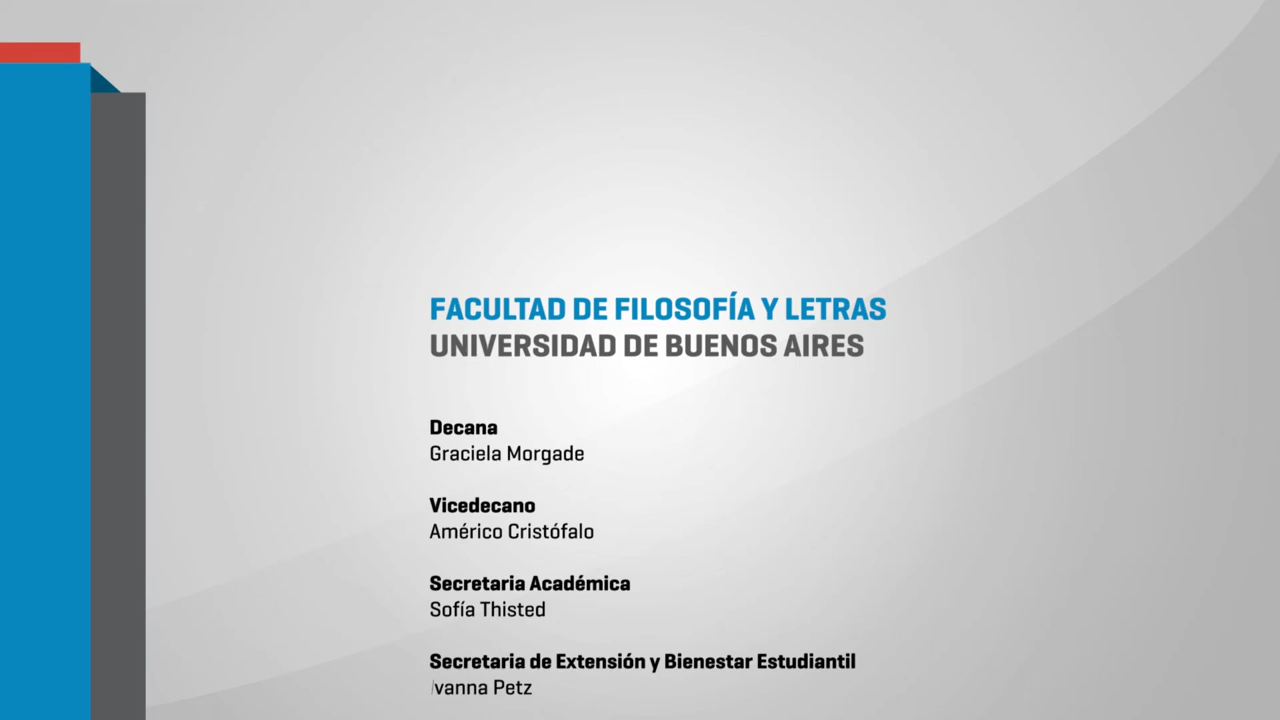 FACULTAD DE FILOSOFÍA Y LETRAS
UNIVERSIDAD DE BUENOS AIRES
Decana
Graciela Morgade
Vicedecano
Américo Cristófalo
Secretaria Académica
Sofía Thisted
Secretaria de Extensión y Bienestar Estudiantil
Ivanna Petz